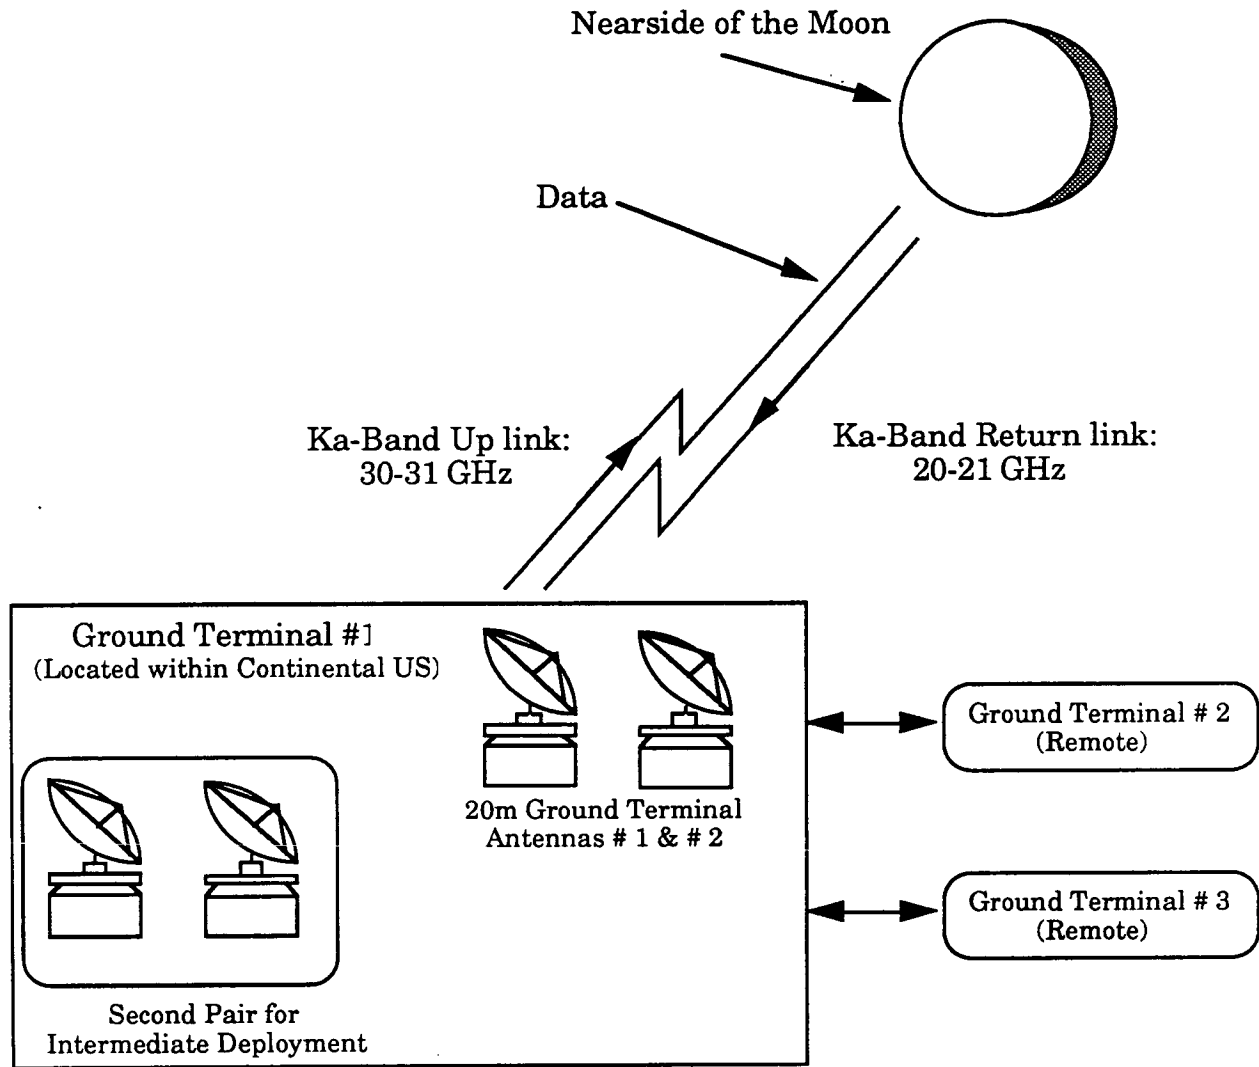 Nearside of the Moon
Data
Ka-Band Up link:
30-31 GHz
Ka-Band Return link:
20-21 GHz
Ground Terminal #1
(Located within Continental US)
20m Ground Terminal
Antennas # 1 & # 2
Second Pair for
Intermediate Deployment
Ground Terminal # 2
(Remote)
Ground Terminal # 3
(Remote)